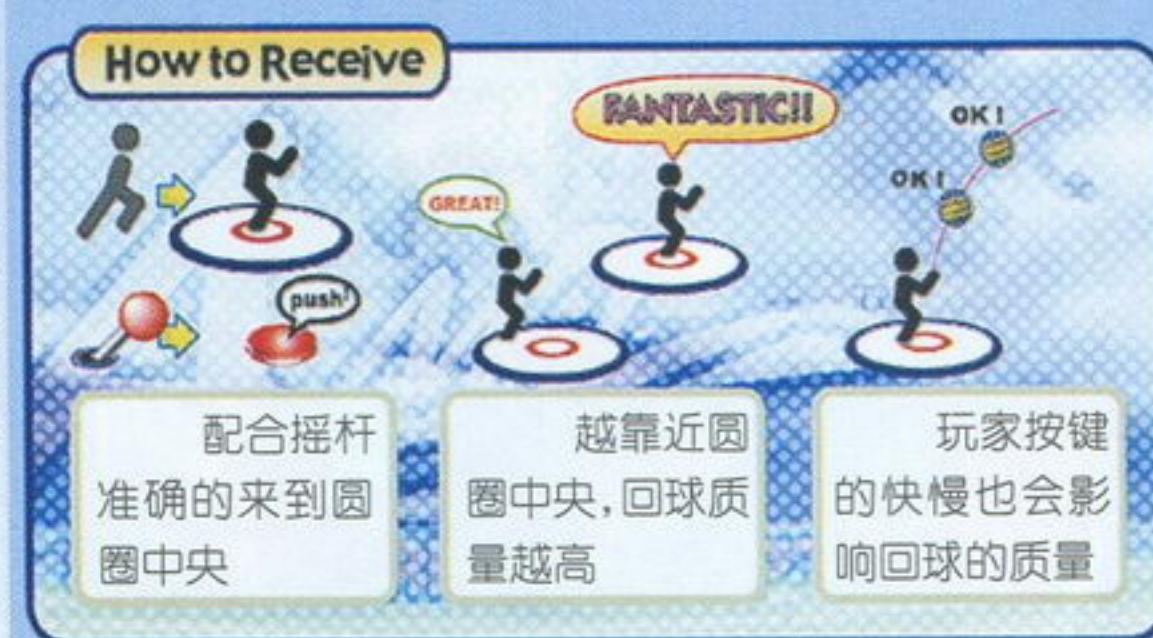 How to Receive
FANTASTIC!!
OK!
OK!
GREAT!
push!
配合摇杆
准确的来到圆
圈中央
越靠近圆
圈中央,回球质
量越高
玩家按键
的快慢也会影
响回球的质量